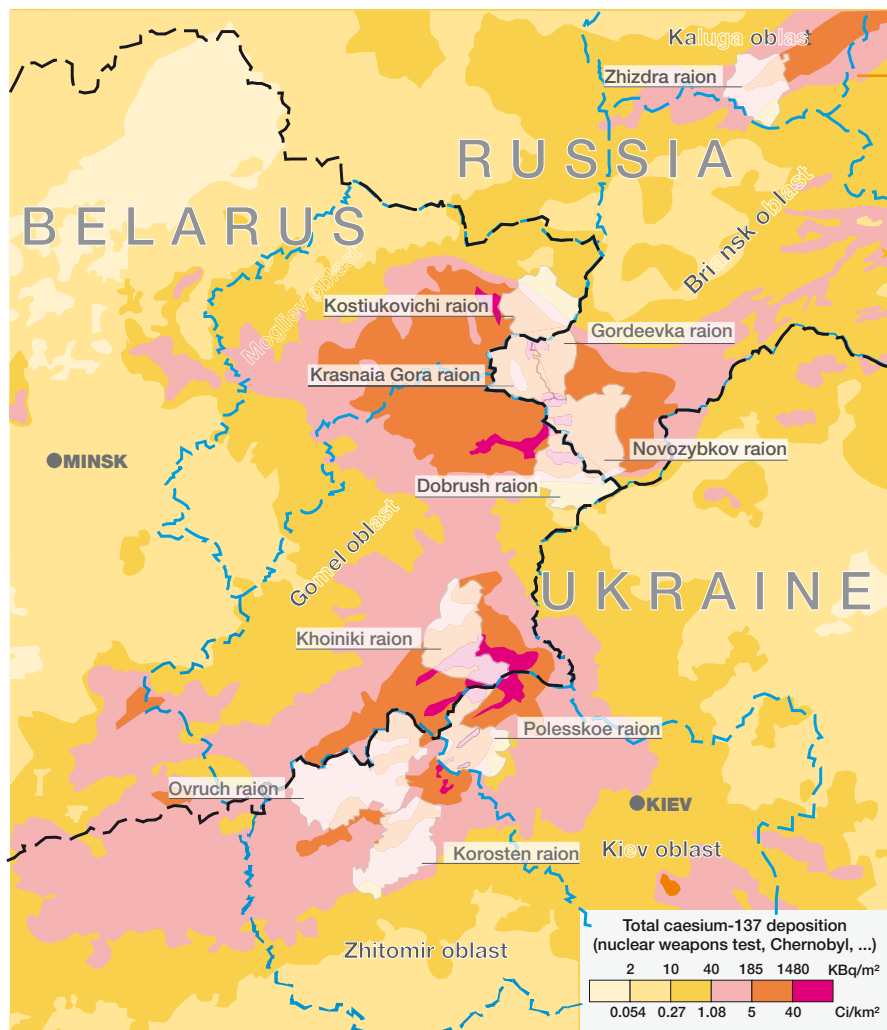 Kaluga oblast
Zhizdra raion
RUSSIA
BELARUS
Briansk oblast
Mogliev oblast
Kostiukovichi raion
Gordeevka raion
Krasnaia Gora raion
MINSK
Novozybkov raion
Dobrush raion
Gomel oblast
UKRAINE
Khoiniki raion
Polesskoe raion
Ovruch raion
KIEV
Korosten raion
Kiev oblast
Zhitomir oblast
Total caesium-137 deposition
(nuclear weapons test, Chernobyl, ...)
2 10 40 185 1480 KBq/m²
0.054 0.27 1.08 5 40 Ci/km²